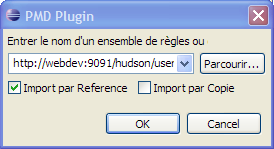 PMD Plugin
Entrer le nom d'un ensemble de règles ou
http://webdev:9091/hudson/user
Parcourir...
Import par Reference
Import par Copie
OK
Cancel